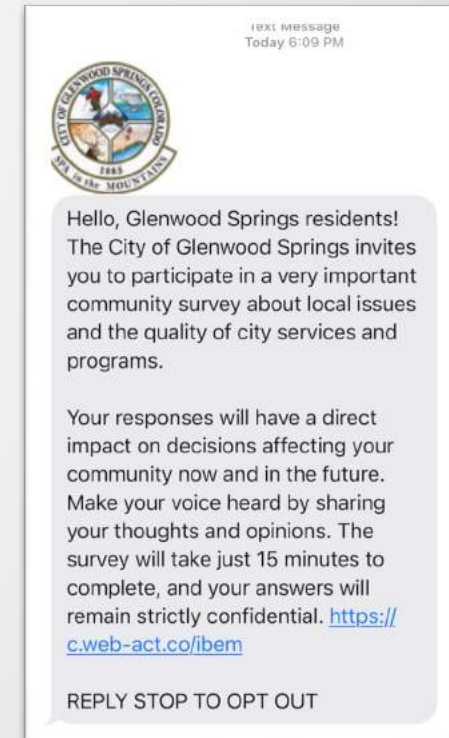 Text Message
Today 6:09 PM
CITY OF GLENWOOD SPRINGS COLORADO
1885
SPA in the MOUNTAINS
Hello, Glenwood Springs residents!
The City of Glenwood Springs invites
you to participate in a very important
community survey about local issues
and the quality of city services and
programs.
Your responses will have a direct
impact on decisions affecting your
community now and in the future.
Make your voice heard by sharing
your thoughts and opinions. The
survey will take just 15 minutes to
complete, and your answers will
remain strictly confidential. https://
c.web-act.co/ibem
REPLY STOP TO OPT OUT